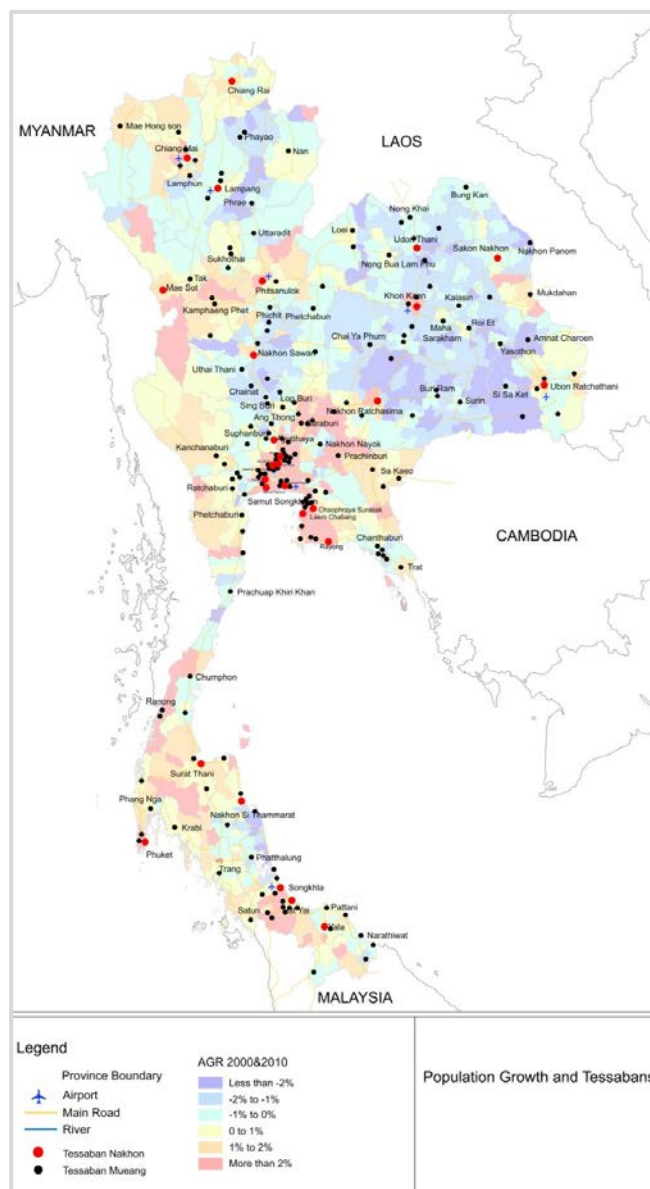 MYANMAR
LAOS
CAMBODIA
MALAYSIA
Chiang Rai
Mae Hong son
Phayao
Chiang Mai
Nan
Lamphun
Lampang
Phrae
Bung Kan
Nong Khai
Uttaradit
Loei
Udon Thani
Sakon Nakhon
Nakhon Panom
Sukhothai
Nong Bua Lam Phu
Tak
Mae Sot
Phitsanulok
Khon Kaen
Kalasin
Mukdahan
Kamphaeng Phet
Phichit
Phetchabun
Maha
Sarakham
Roi Et
Chai Ya Phum
Amnat Charoen
Yasothon
Nakhon Sawan
Uthai Thani
Ubon Ratchathani
Chainat
Lop Buri
Buri Ram
Si Sa Ket
Sing Buri
Surin
Nakhon Ratchasima
Ang Thong
Saraburi
Suphanburi
Nakhon Nayok
Kanchanaburi
Prachinburi
Sa Kaeo
Ratchaburi
Samut Songkhram
Chaophraya Surasak
Laem Chabang
Phetchaburi
Rayong
Chanthaburi
Trat
Prachuap Khiri Khan
Chumphon
Ranong
Surat Thani
Phang Nga
Nakhon Si Thammarat
Krabi
Phuket
Phatthalung
Trang
Songkhla
Satun
Pattani
Yala
Narathiwat
Legend
Province Boundary
Airport
Main Road
River
Tessaban Nakhon
Tessaban Mueang
AGR 2000&2010
Less than -2%
-2% to -1%
-1% to 0%
0 to 1%
1% to 2%
More than 2%
Population Growth and Tessabans